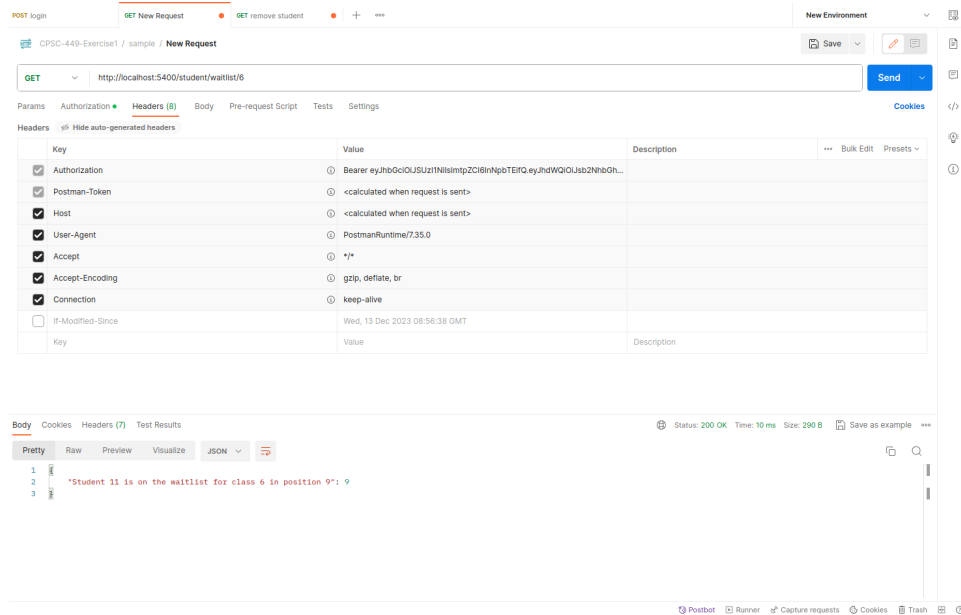 POST login GET New Request GET remove student New Environment
CPSC-449-Exercise1 / sample / New Request Save
GET http://localhost:5400/student/waitlist/6 Send
Params Authorization Headers (8) Body Pre-request Script Tests Settings Cookies
Headers Hide auto-generated headers
Key Value Description Bulk Edit Presets
Authorization Bearer
Postman-Token <calculated when request is sent>
Host <calculated when request is sent>
User-Agent PostmanRuntime/7.35.0
Accept */*
Accept-Encoding gzip, deflate, br
Connection keep-alive
If-Modified-Since Wed, 13 Dec 2023 08:56:38 GMT
Key Value Description
Body Cookies Headers (7) Test Results Status: 200 OK Time: 10 ms Size: 290 B Save as example
Pretty Raw Preview Visualize JSON
1 {
2 "Student 11 is on the waitlist for class 6 in position 9": 9
3 }
Postbot Runner Capture requests Cookies Trash